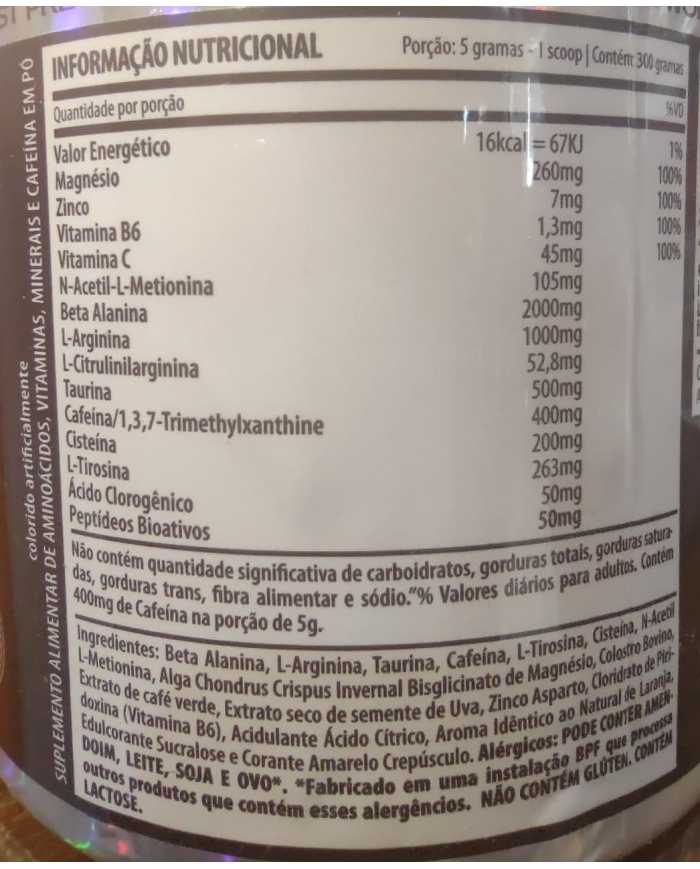 INFORMAÇÃO NUTRICIONAL
Porção: 5 gramas - 1 scoop | Contém: 300 gramas
Quantidade por porção %VD
Valor Energético 16kcal = 67KJ 1%
Magnésio 260mg 100%
Zinco 7mg 100%
Vitamina B6 1,3mg 100%
Vitamina C 45mg 100%
N-Acetil-L-Metionina 105mg
Beta Alanina 2000mg
L-Arginina 1000mg
L-Citrulinilarginina 52,8mg
Taurina 500mg
Cafeína/1,3,7-Trimethylxanthine 400mg
Cisteína 200mg
L-Tirosina 263mg
Ácido Clorogênico 50mg
Peptídeos Bioativos 50mg
Não contém quantidade significativa de carboidratos, gorduras totais, gorduras satura-
das, gorduras trans, fibra alimentar e sódio."% Valores diários para adultos. Contém
400mg de Cafeína na porção de 5g.
Ingredientes: Beta Alanina, L-Arginina, Taurina, Cafeína, L-Tirosina, Cisteína, N-Acetil
L-Metionina, Alga Chondrus Crispus Invernal Bisglicinato de Magnésio, Colostro Bovino,
Extrato de café verde, Extrato seco de semente de Uva, Zinco Asparto, Cloridrato de Piri-
doxina (Vitamina B6), Acidulante Ácido Cítrico, Aroma Idêntico ao Natural de Laranja,
Edulcorante Sucralose e Corante Amarelo Crepúsculo. Alérgicos: PODE CONTER AMEN-
DOIM, LEITE, SOJA E OVO*. *Fabricado em uma instalação BPF que processa
outros produtos que contém esses alergências. NÃO CONTÉM GLÚTEN. CONTÉM
LACTOSE.
colorido artificialmente
SUPLEMENTO ALIMENTAR DE AMINOÁCIDOS, VITAMINAS, MINERAIS E CAFEÍNA EM PÓ